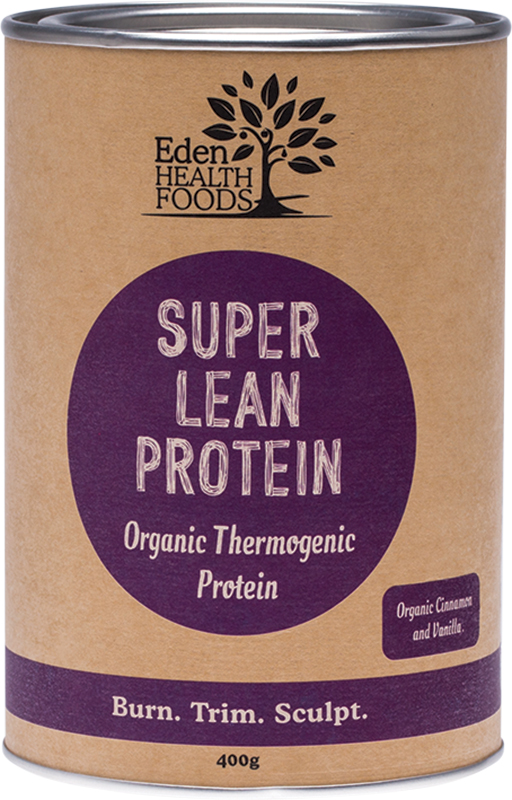 Eden
HEALTH
FOODS
SUPER
LEAN
PROTEIN
Organic Thermogenic
Protein
Organic Cinnamon
and Vanilla.
Burn. Trim. Sculpt.
400g